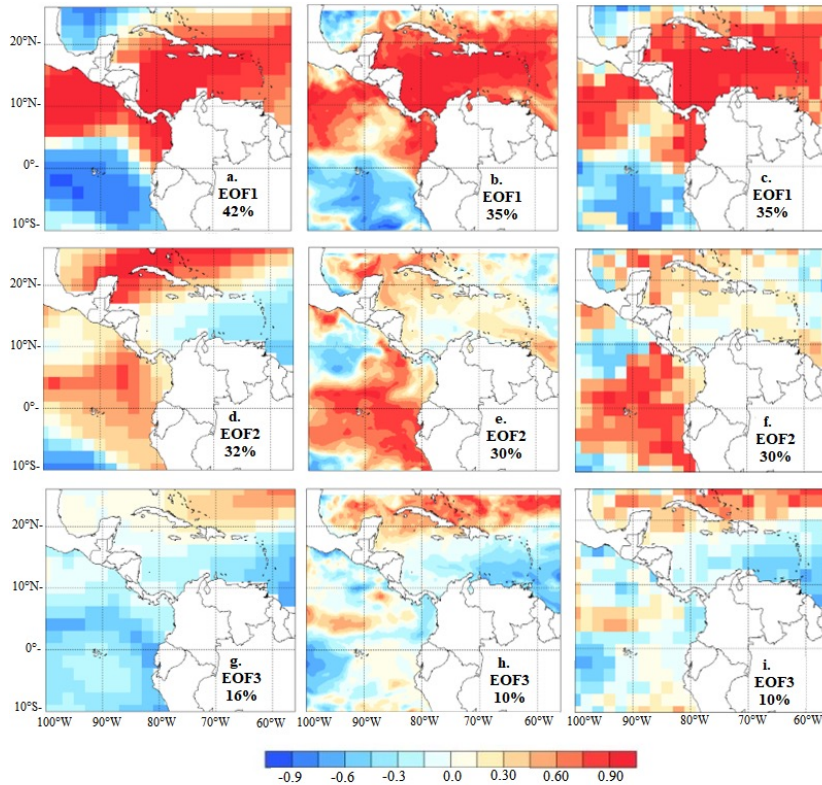 20°N-
10°N-
0°-
10°S-
a.
EOF1
42%
b.
EOF1
35%
c.
EOF1
35%
20°N-
10°N-
0°-
10°S-
d.
EOF2
32%
e.
EOF2
30%
f.
EOF2
30%
20°N-
10°N-
0°-
10°S-
g.
EOF3
16%
h.
EOF3
10%
i.
EOF3
10%
100°W 90°W 80°W 70°W 60°W 100°W 90°W 80°W 70°W 60°W 100°W 90°W 80°W 70°W 60°W
-0.9 -0.6 -0.3 0.0 0.30 0.60 0.90